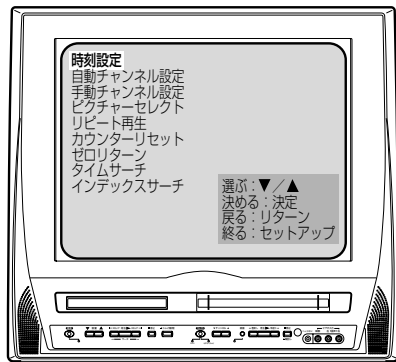 時刻設定
自動チャンネル設定
手動チャンネル設定
ピクチャーセレクト
リピート再生
カウンターリセット
ゼロリターン
タイムサーチ
インデックスサーチ
選ぶ:▼/▲
決める:決定
戻る:リターン
終る:セットアップ